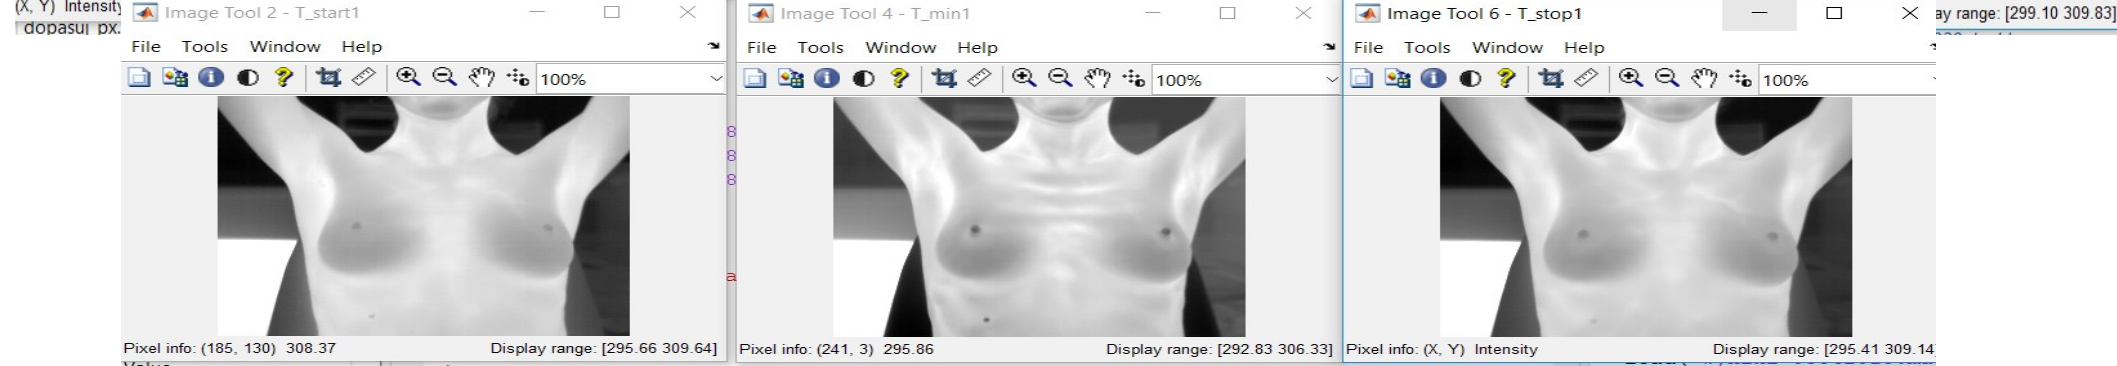 (X, Y) Intensity
dopasuj px.
Image Tool 2 - T_start1
File Tools Window Help
100%
Pixel info: (185, 130) 308.37
Display range: [295.66 309.64]
8
8
8
a
Image Tool 4 - T_min1
File Tools Window Help
100%
Pixel info: (241, 3) 295.86
Display range: [292.83 306.33]
Image Tool 6 - T_stop1
File Tools Window Help
100%
Pixel info: (X, Y) Intensity
Display range: [295.41 309.14
ay range: [299.10 309.83]